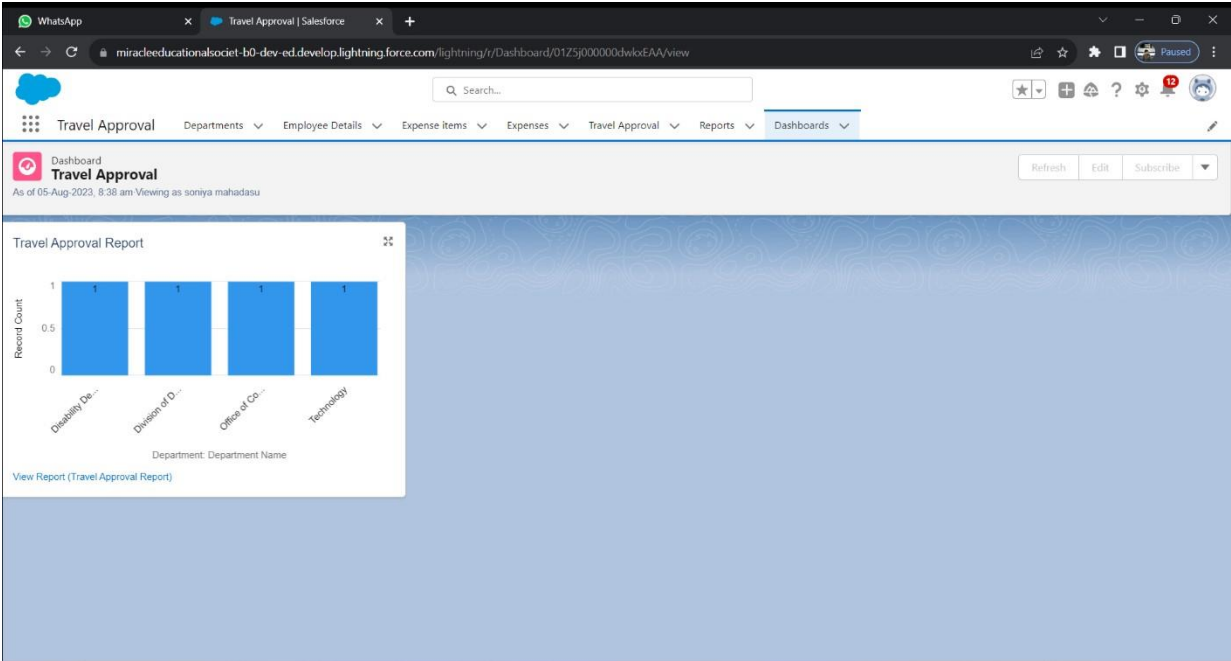 WhatsApp
Travel Approval | Salesforce
miracleeducationalsociet-b0-dev-ed.develop.lightning.force.com/lightning/r/Dashboard/01Z5j000000dwkxEAA/view
Paused
Search...
12
Travel Approval Departments Employee Details Expense items Expenses Travel Approval Reports Dashboards
Dashboard
Travel Approval
As of 05-Aug-2023, 8:38 am·Viewing as soniya mahadasu
Refresh Edit Subscribe
Travel Approval Report
Record Count
1
0.5
0
1 1 1 1
Disability De...
Division of D...
Office of Co...
Technology
Department: Department Name
View Report (Travel Approval Report)